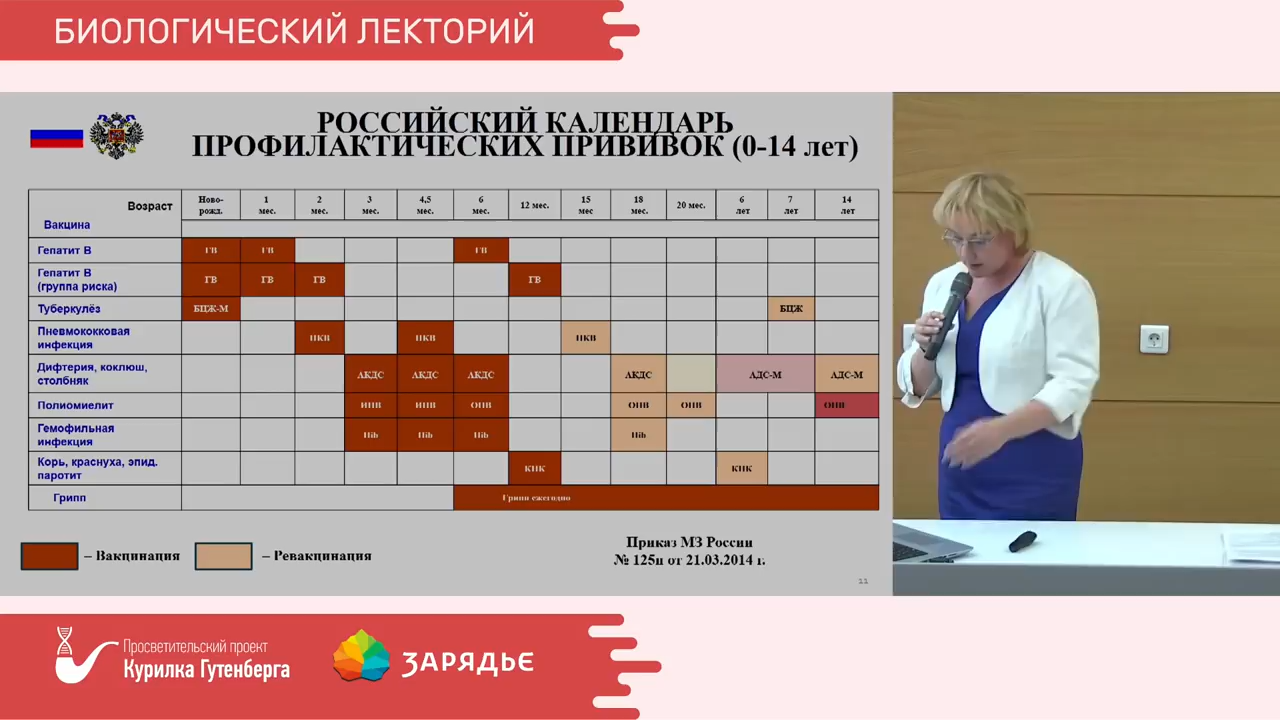 БИОЛОГИЧЕСКИЙ ЛЕКТОРИЙ
РОССИЙСКИЙ КАЛЕНДАРЬ
ПРОФИЛАКТИЧЕСКИХ ПРИВИВОК (0-14 лет)
Возраст
Вакцина
Ново-
рожд.
1
мес.
2
мес.
3
мес.
4,5
мес.
6
мес.
12 мес.
15
мес
18
мес.
20 мес.
6
лет
7
лет
14
лет
Гепатит В
ГВ ГВ ГВ
Гепатит В
(группа риска)
ГВ ГВ ГВ ГВ
Туберкулёз
БЦЖ-М БЦЖ
Пневмококковая
инфекция
ПКВ ПКВ ПКВ
Дифтерия, коклюш,
столбняк
АКДС АКДС АКДС АКДС АДС-М АДС-М
Полиомиелит
ИПВ ИПВ ОПВ ОПВ ОПВ ОПВ
Гемофильная
инфекция
Hib Hib Hib Hib
Корь, краснуха, эпид.
паротит
КПК КПК
Грипп
Грипп ежегодно
– Вакцинация
– Ревакцинация
Приказ МЗ России
№ 125н от 21.03.2014 г.
11
Просветительский проект
Курилка Гутенберга
ЗАРЯДЬЕ